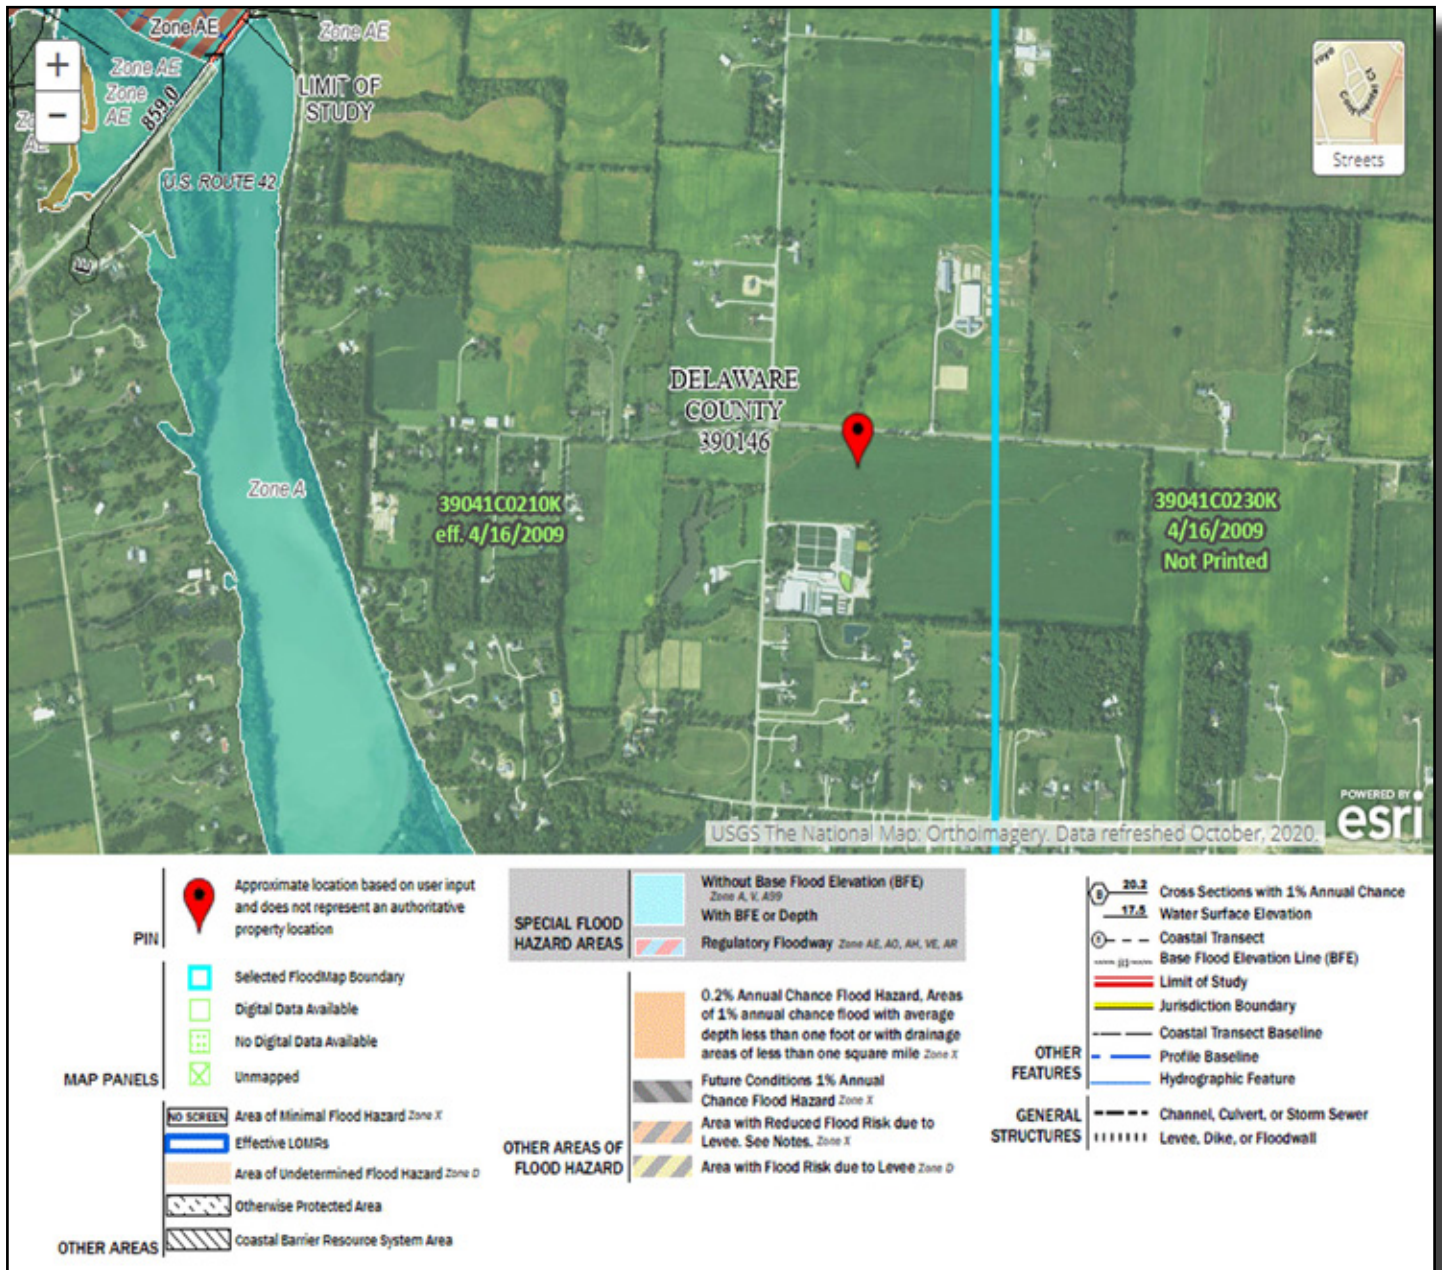 Zone AE
Zone AE
Zone AE
Zone
AE
+
−
859.0
LIMIT OF
STUDY
U.S. ROUTE 42
E
Streets
DELAWARE
COUNTY
390146
Zone A
39041C0210K
eff. 4/16/2009
39041C0230K
4/16/2009
Not Printed
POWERED BY
esri
USGS The National Map: Orthoimagery. Data refreshed October, 2020.
PIN
Approximate location based on user input
and does not represent an authoritative
property location
MAP PANELS
Selected FloodMap Boundary
Digital Data Available
No Digital Data Available
Unmapped
OTHER AREAS
NO SCREEN Area of Minimal Flood Hazard Zone X
Effective LOMRs
Area of Undetermined Flood Hazard Zone D
Otherwise Protected Area
Coastal Barrier Resource System Area
SPECIAL FLOOD
HAZARD AREAS
Without Base Flood Elevation (BFE)
Zone A, V, A99
With BFE or Depth
Regulatory Floodway Zone AE, AO, AH, VE, AR
OTHER AREAS OF
FLOOD HAZARD
0.2% Annual Chance Flood Hazard, Areas
of 1% annual chance flood with average
depth less than one foot or with drainage
areas of less than one square mile Zone X
Future Conditions 1% Annual
Chance Flood Hazard Zone X
Area with Reduced Flood Risk due to
Levee. See Notes. Zone X
Area with Flood Risk due to Levee Zone D
OTHER
FEATURES
20.2 Cross Sections with 1% Annual Chance
17.5 Water Surface Elevation
Coastal Transect
Base Flood Elevation Line (BFE)
Limit of Study
Jurisdiction Boundary
Coastal Transect Baseline
Profile Baseline
Hydrographic Feature
GENERAL
STRUCTURES
Channel, Culvert, or Storm Sewer
Levee, Dike, or Floodwall